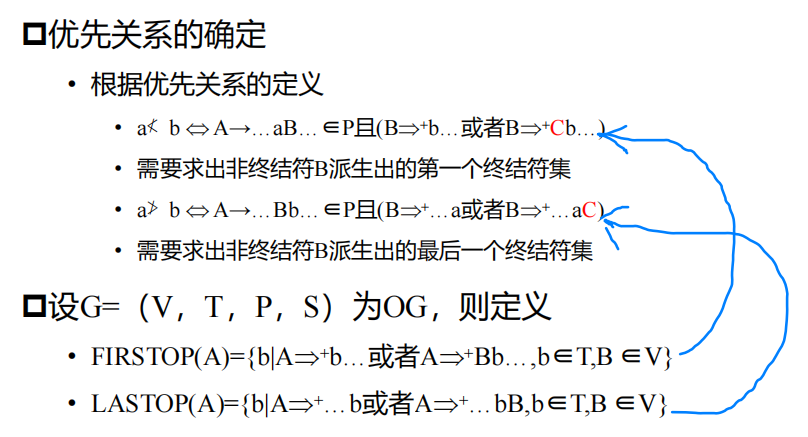 优先关系的确定
• 根据优先关系的定义
• a⋖ b ⇔ A→…aB… ∈P且(B⇒⁺b…或者B⇒⁺Cb…)
• 需要求出非终结符B派生出的第一个终结符集
• a⋗ b ⇔ A→…Bb… ∈P且(B⇒⁺…a或者B⇒⁺…aC)
• 需要求出非终结符B派生出的最后一个终结符集
设G=（V，T，P，S）为OG，则定义
• FIRSTOP(A)={b|A⇒⁺b…或者A⇒⁺Bb…,b∈T,B ∈V}
• LASTOP(A)={b|A⇒⁺…b或者A⇒⁺…bB,b∈T,B ∈V}